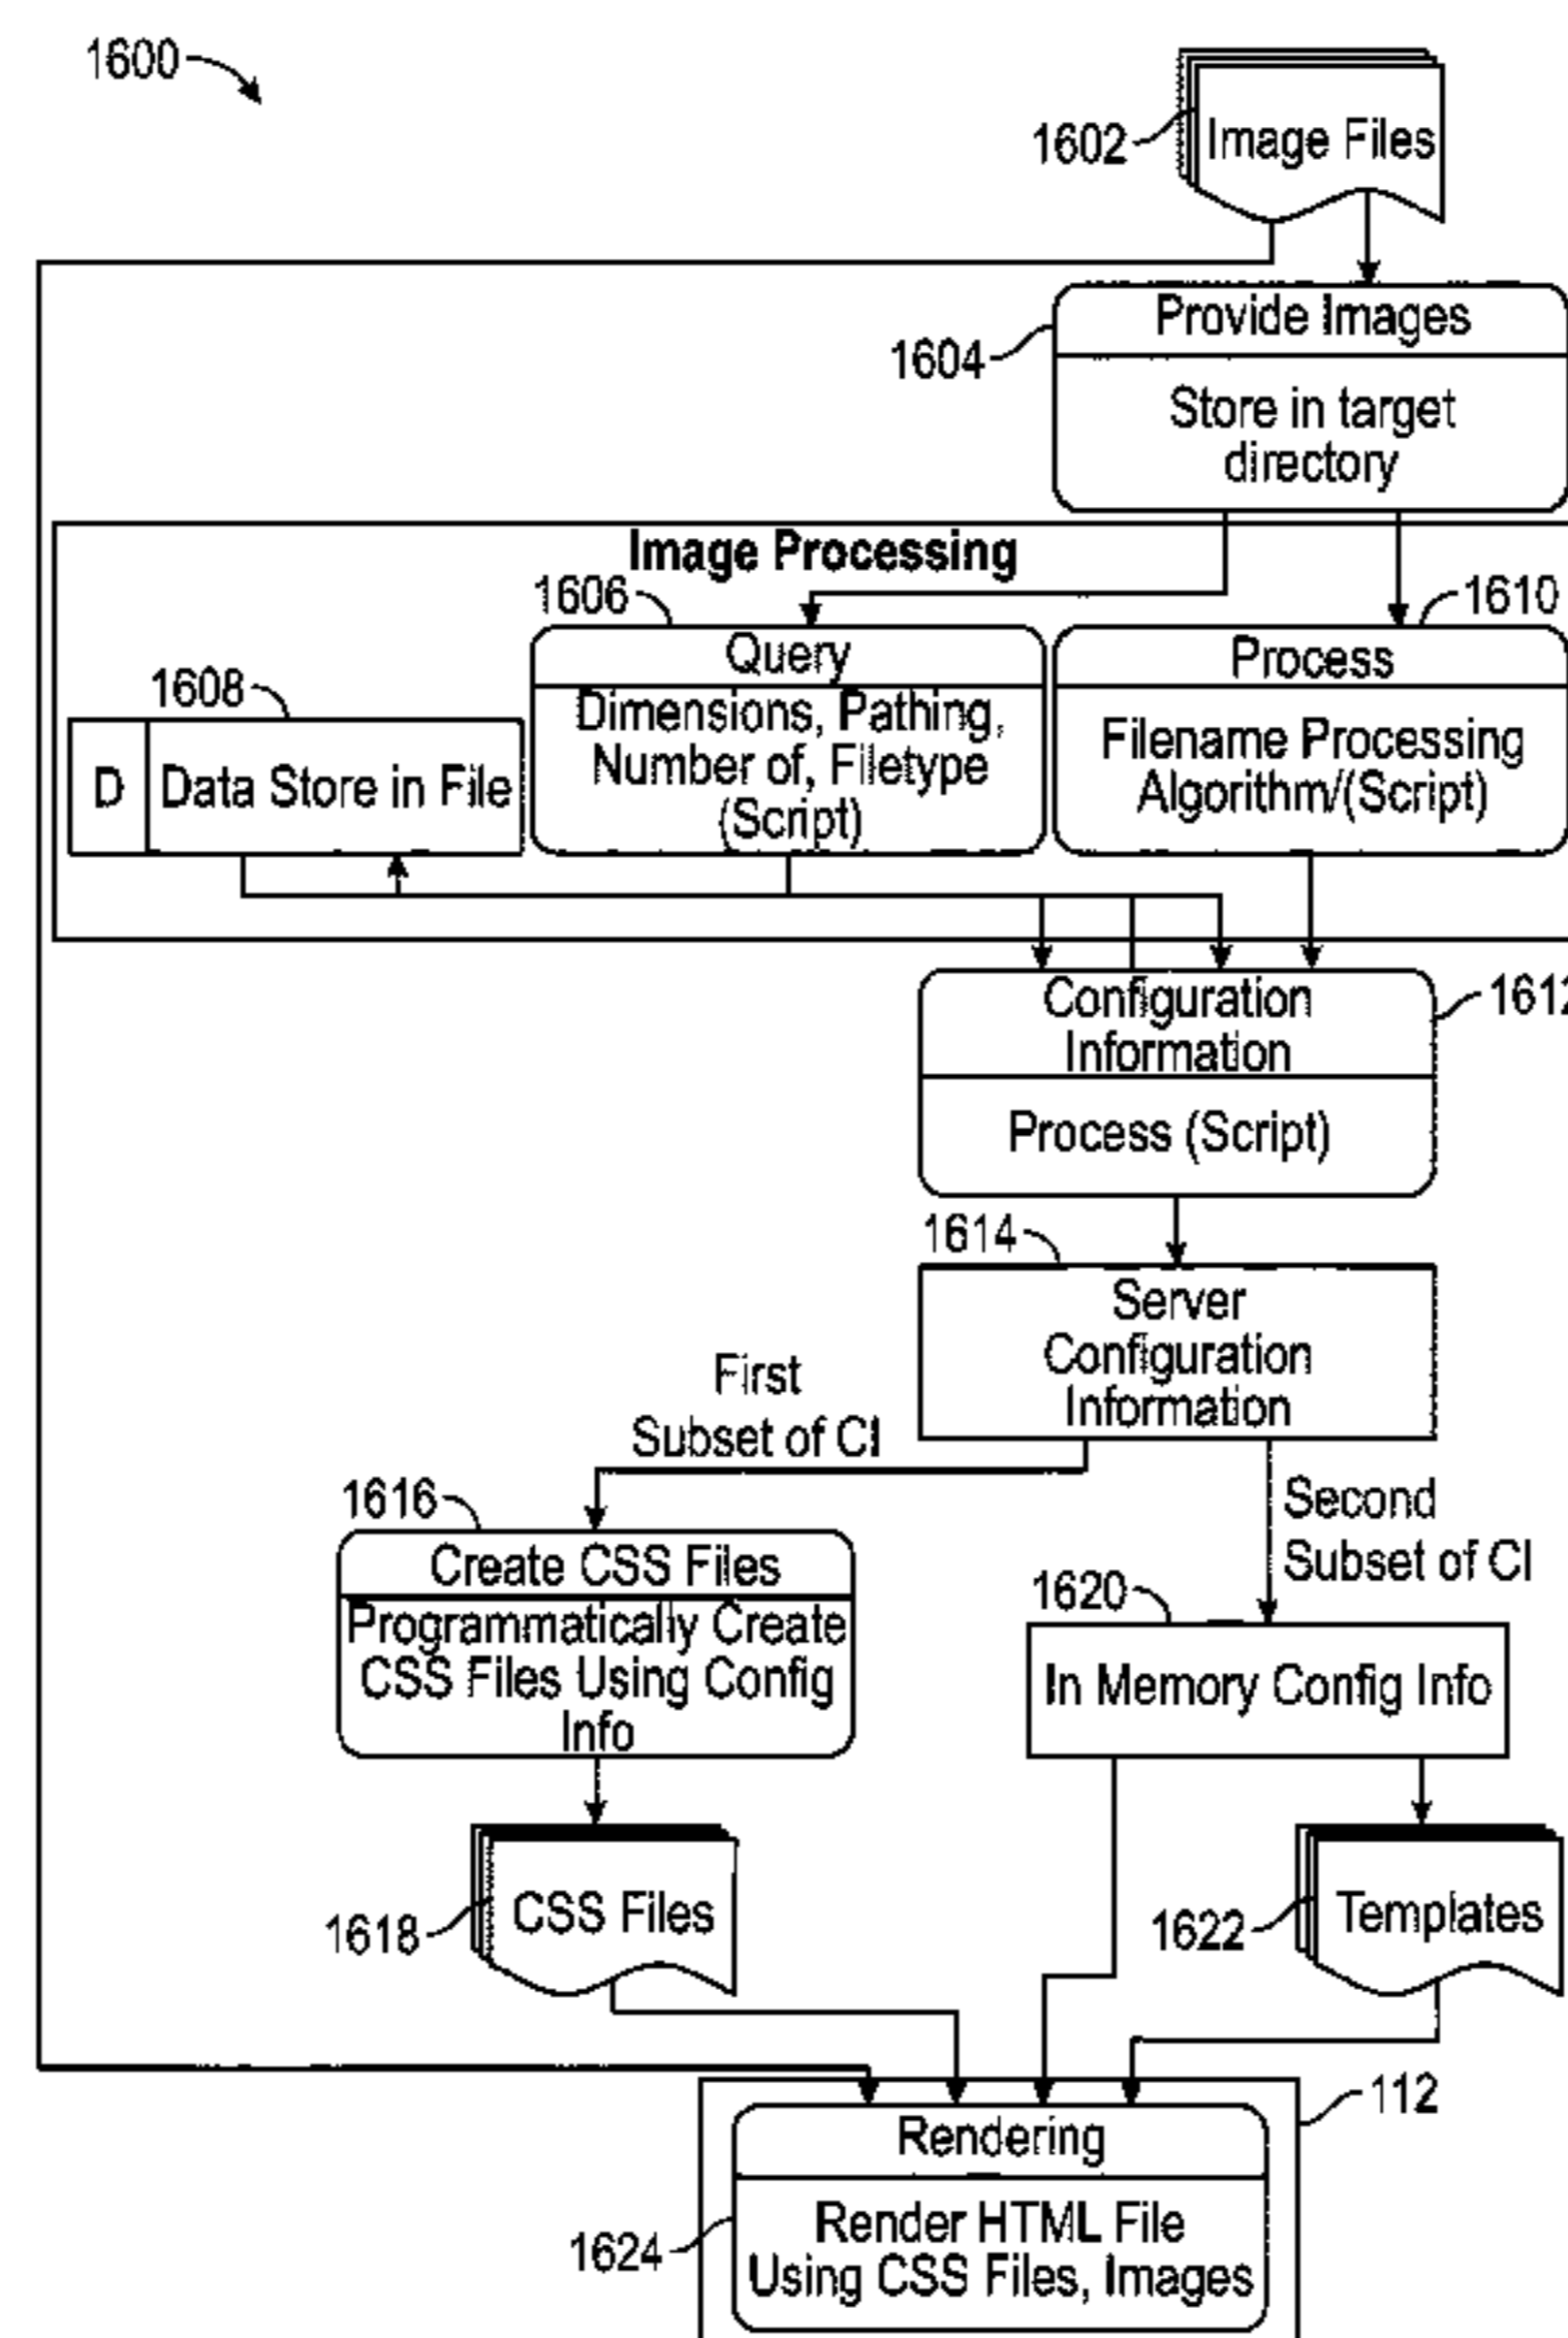 1600
1602
Image Files
Provide Images
1604
Store in target
directory
Image Processing
1606
1610
Query
Process
1608
Dimensions, Pathing,
Number of, Filetype
(Script)
Filename Processing
Algorithm/(Script)
D
Data Store in File
Configuration
Information
1612
Process (Script)
1614
Server
Configuration
Information
First
Subset of CI
Second
Subset of CI
1616
Create CSS Files
Programmatically Create
CSS Files Using Config
Info
1620
In Memory Config Info
1618
CSS Files
1622
Templates
112
Rendering
1624
Render HTML File
Using CSS Files, Images